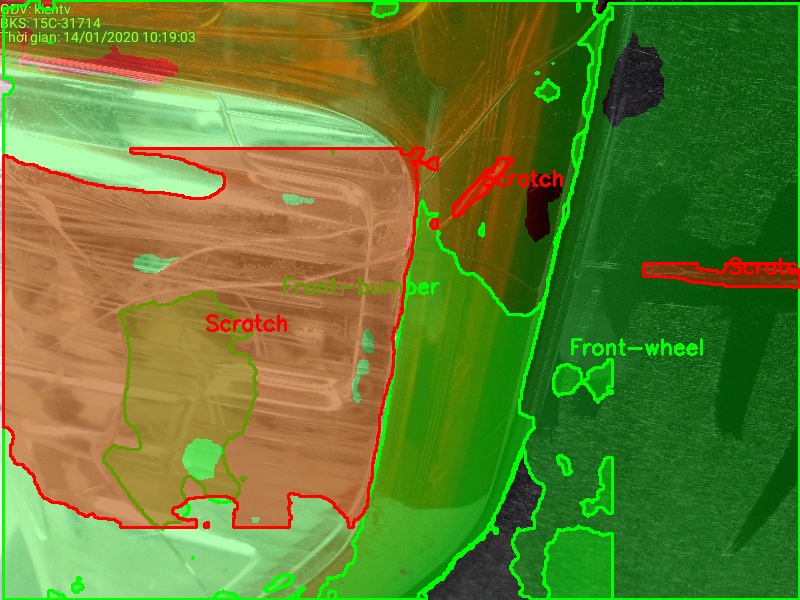 GDV: kientv
BKS: 15C-31714
Thời gian: 14/01/2020 10:19:03
Scratch
Scratc
Front-bumper
Scratch
Front-wheel